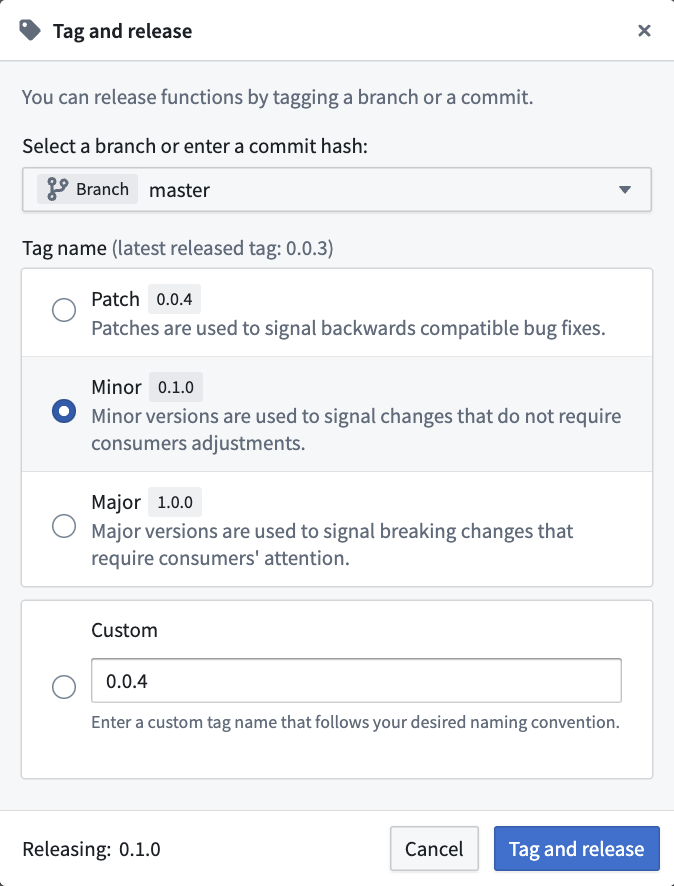 Tag and release
You can release functions by tagging a branch or a commit.
Select a branch or enter a commit hash:
Branch master
Tag name (latest released tag: 0.0.3)
Patch 0.0.4
Patches are used to signal backwards compatible bug fixes.
Minor 0.1.0
Minor versions are used to signal changes that do not require
consumers adjustments.
Major 1.0.0
Major versions are used to signal breaking changes that
require consumers' attention.
Custom
0.0.4
Enter a custom tag name that follows your desired naming convention.
Releasing: 0.1.0
Cancel
Tag and release